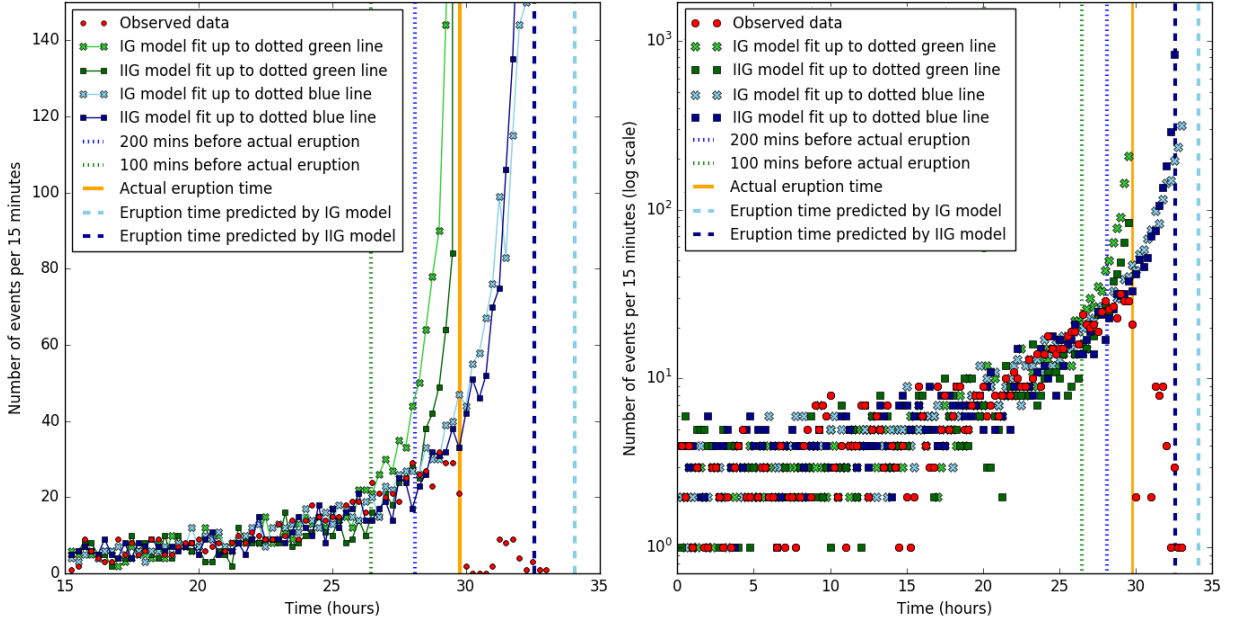 Observed data
IG model fit up to dotted green line
IIG model fit up to dotted green line
IG model fit up to dotted blue line
IIG model fit up to dotted blue line
200 mins before actual eruption
100 mins before actual eruption
Actual eruption time
Eruption time predicted by IG model
Eruption time predicted by IIG model
Number of events per 15 minutes
140
120
100
80
60
40
20
0
15
20
25
30
35
Time (hours)
Observed data
IG model fit up to dotted green line
IIG model fit up to dotted green line
IG model fit up to dotted blue line
IIG model fit up to dotted blue line
200 mins before actual eruption
100 mins before actual eruption
Actual eruption time
Eruption time predicted by IG model
Eruption time predicted by IIG model
Number of events per 15 minutes (log scale)
10³
10²
10¹
10⁰
0
5
10
15
20
25
30
35
Time (hours)